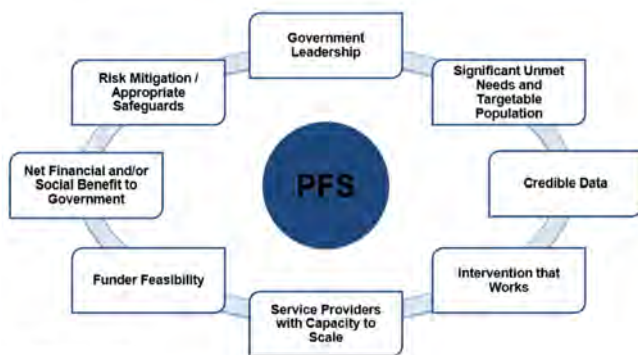 Government
Leadership
Significant Unmet
Needs and
Targetable
Population
Credible Data
Intervention that
Works
Service Providers
with Capacity to
Scale
Funder Feasibility
Net Financial and/or
Social Benefit to
Government
Risk Mitigation /
Appropriate
Safeguards
PFS